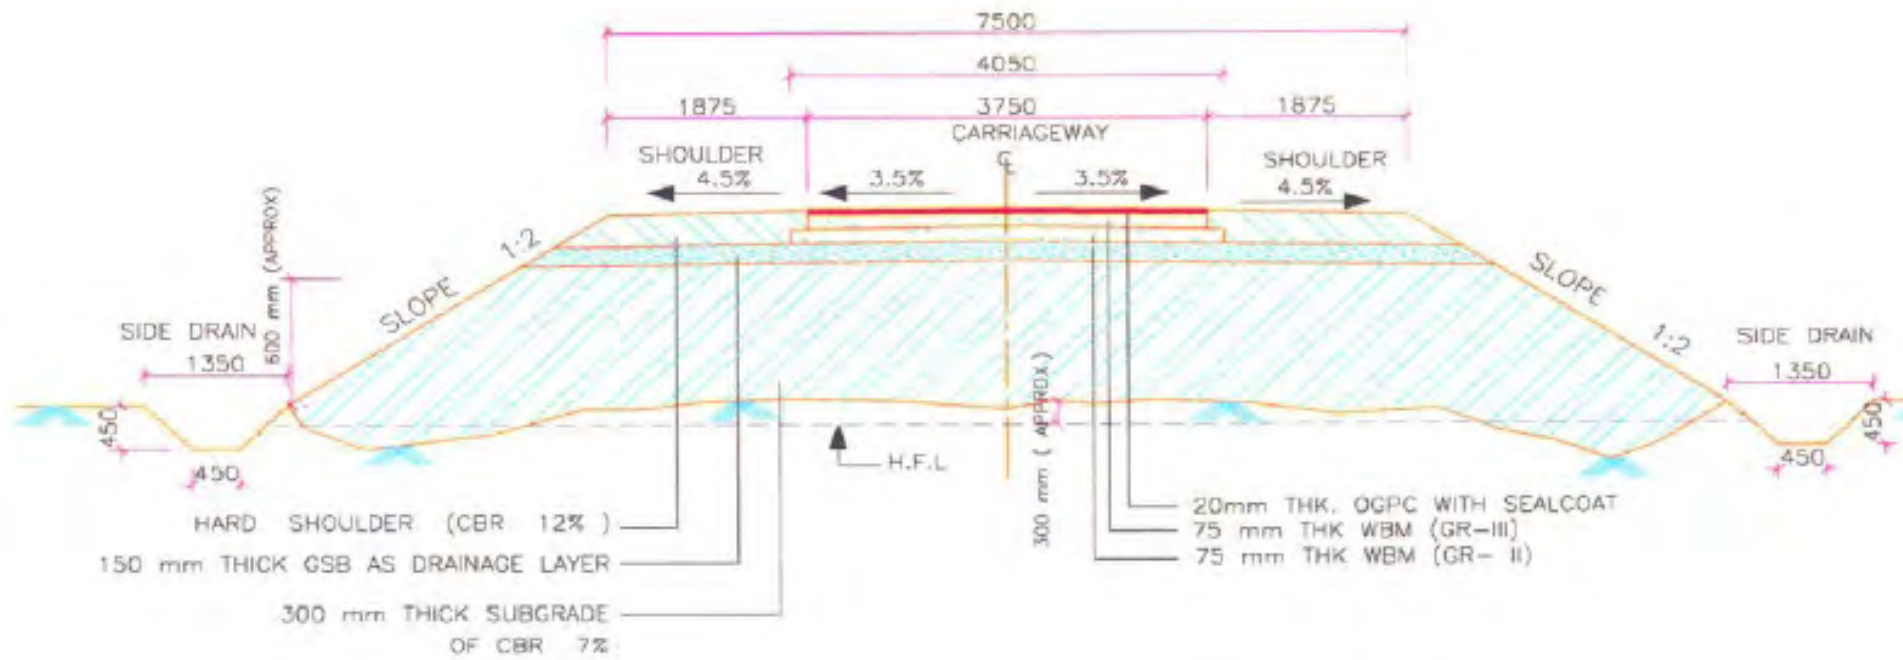 7500
4050
1875 3750 1875
CARRIAGEWAY
SHOULDER ℄ SHOULDER
4.5% 3.5% 3.5% 4.5%
600 mm (APPROX)
SLOPE 1:2
SLOPE 1:2
SIDE DRAIN
1350
450
450
SIDE DRAIN
1350
450
450
300 mm ( APPROX.)
H.F.L
HARD SHOULDER (CBR 12% )
150 mm THICK GSB AS DRAINAGE LAYER
300 mm THICK SUBGRADE
OF CBR 7%
20mm THK. OGPC WITH SEALCOAT
75 mm THK WBM (GR-III)
75 mm THK WBM (GR- II)